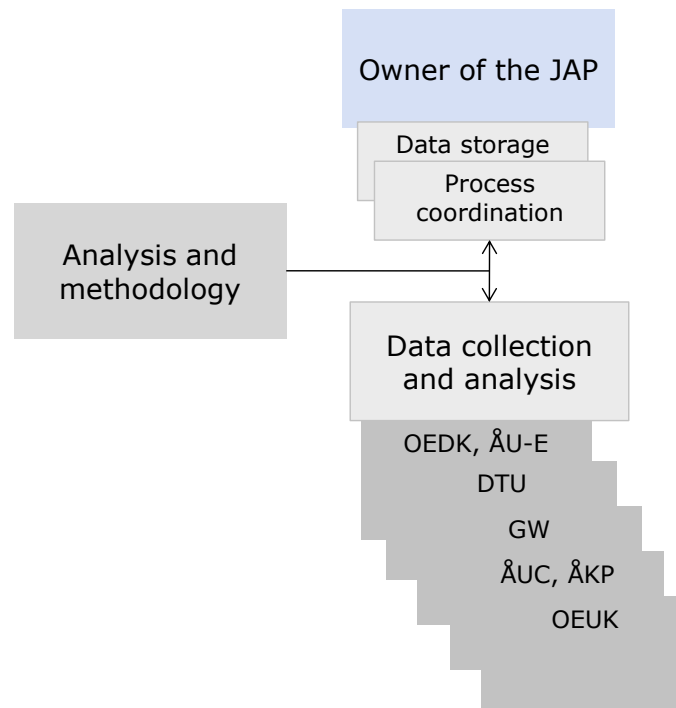 Owner of the JAP
Data storage
Process
coordination
Analysis and
methodology
Data collection
and analysis
OEDK, ÅU-E
DTU
GW
ÅUC, ÅKP
OEUK